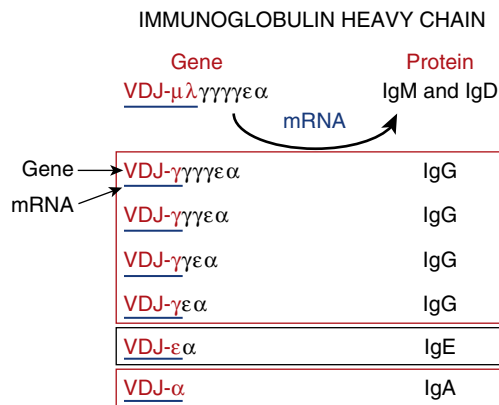 IMMUNOGLOBULIN HEAVY CHAIN
Gene Protein
VDJ-μλγγγγεα IgM and IgD
mRNA
Gene VDJ-γγγγεα IgG
mRNA
VDJ-γγγεα IgG
VDJ-γγεα IgG
VDJ-γεα IgG
VDJ-εα IgE
VDJ-α IgA